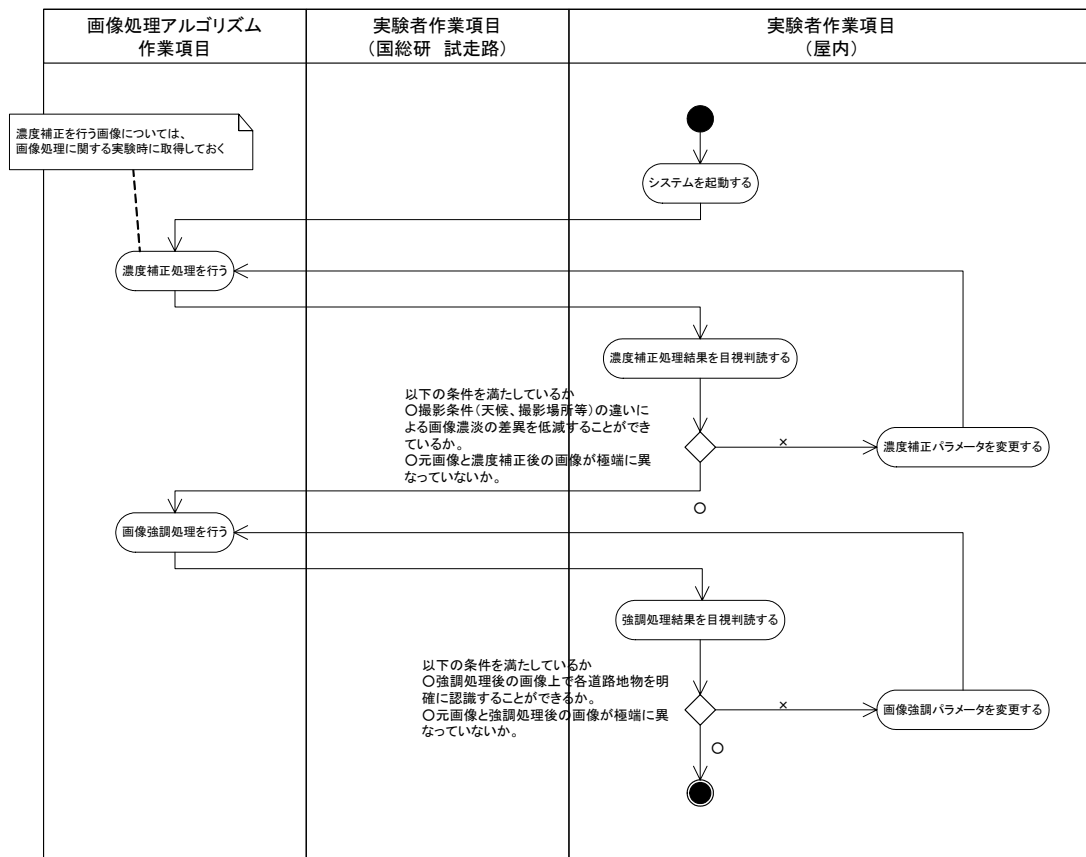 画像処理アルゴリズム
作業項目
実験者作業項目
(国総研 試走路)
実験者作業項目
(屋内)
濃度補正を行う画像については、
画像処理に関する実験時に取得しておく
システムを起動する
濃度補正処理を行う
濃度補正処理結果を目視判読する
以下の条件を満たしているか
○撮影条件(天候、撮影場所等)の違いに
よる画像濃淡の差異を低減することができ
ているか。
○元画像と濃度補正後の画像が極端に異
なっていないか。
×
濃度補正パラメータを変更する
○
画像強調処理を行う
強調処理結果を目視判読する
以下の条件を満たしているか
○強調処理後の画像上で各道路地物を明
確に認識することができるか。
○元画像と強調処理後の画像が極端に異
なっていないか。
×
画像強調パラメータを変更する
○